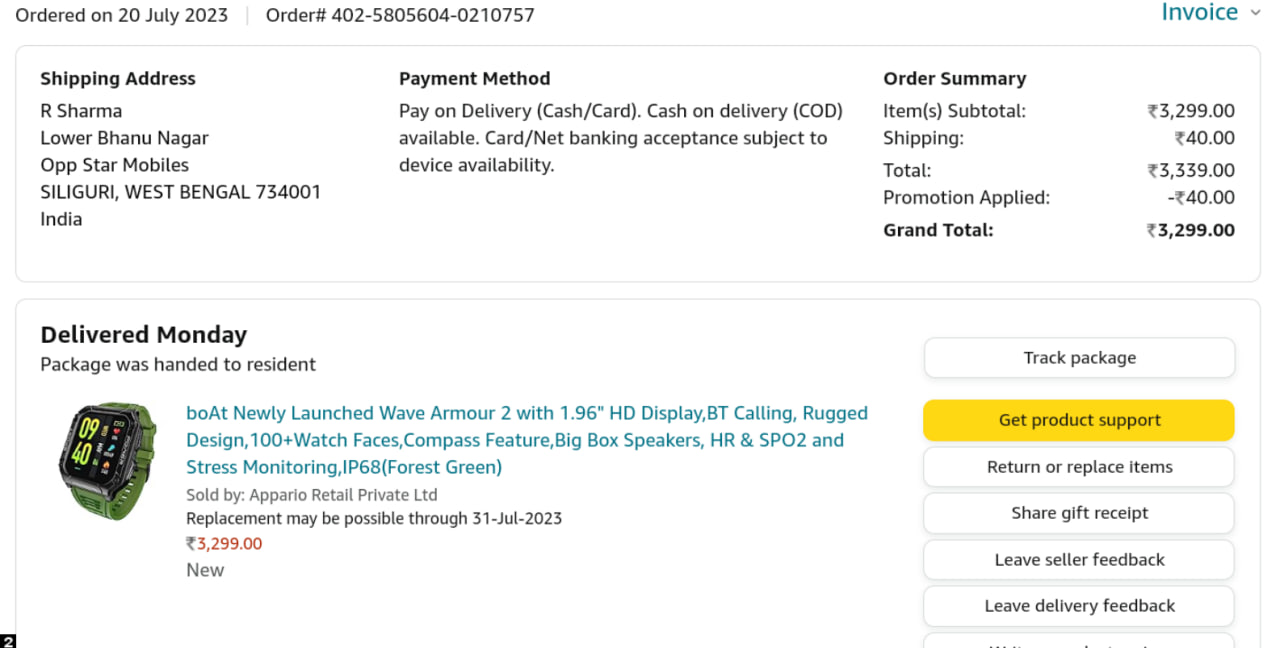 Ordered on 20 July 2023 | Order# 402-5805604-0210757
Invoice
Shipping Address
R Sharma
Lower Bhanu Nagar
Opp Star Mobiles
SILIGURI, WEST BENGAL 734001
India
Payment Method
Pay on Delivery (Cash/Card). Cash on delivery (COD)
available. Card/Net banking acceptance subject to
device availability.
Order Summary
Item(s) Subtotal: ₹3,299.00
Shipping: ₹40.00
Total: ₹3,339.00
Promotion Applied: -₹40.00
Grand Total: ₹3,299.00
Delivered Monday
Package was handed to resident
09
40
boAt Newly Launched Wave Armour 2 with 1.96" HD Display,BT Calling, Rugged
Design,100+Watch Faces,Compass Feature,Big Box Speakers, HR & SPO2 and
Stress Monitoring,IP68(Forest Green)
Sold by: Appario Retail Private Ltd
Replacement may be possible through 31-Jul-2023
₹3,299.00
New
Track package
Get product support
Return or replace items
Share gift receipt
Leave seller feedback
Leave delivery feedback
2